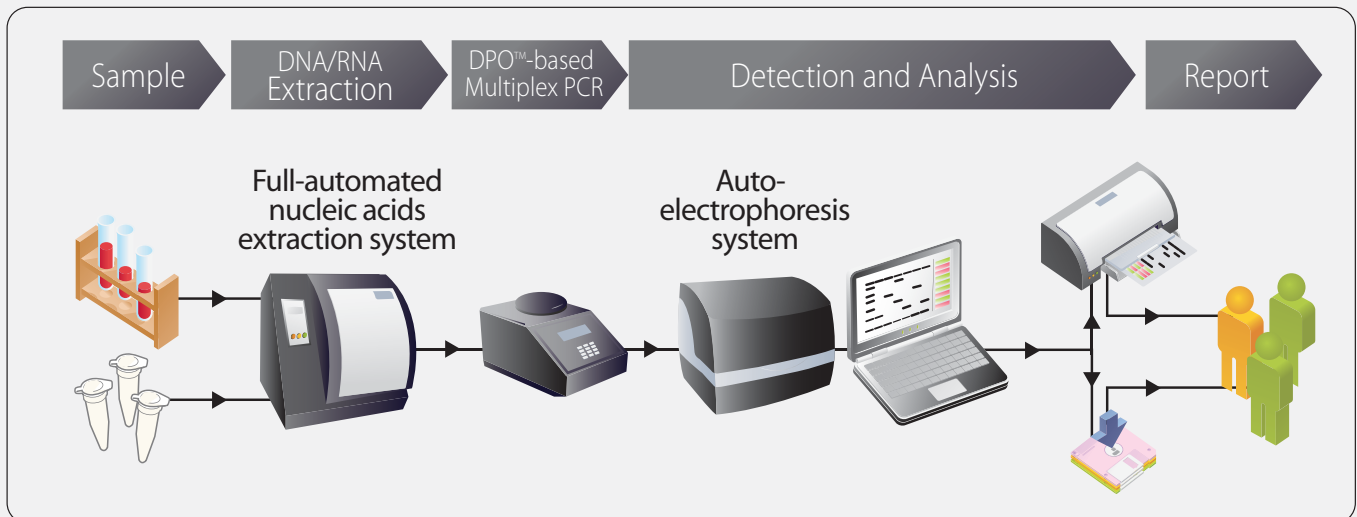 Sample
DNA/RNA
Extraction
DPO™-based
Multiplex PCR
Detection and Analysis
Report
Full-automated
nucleic acids
extraction system
Auto-
electrophoresis
system